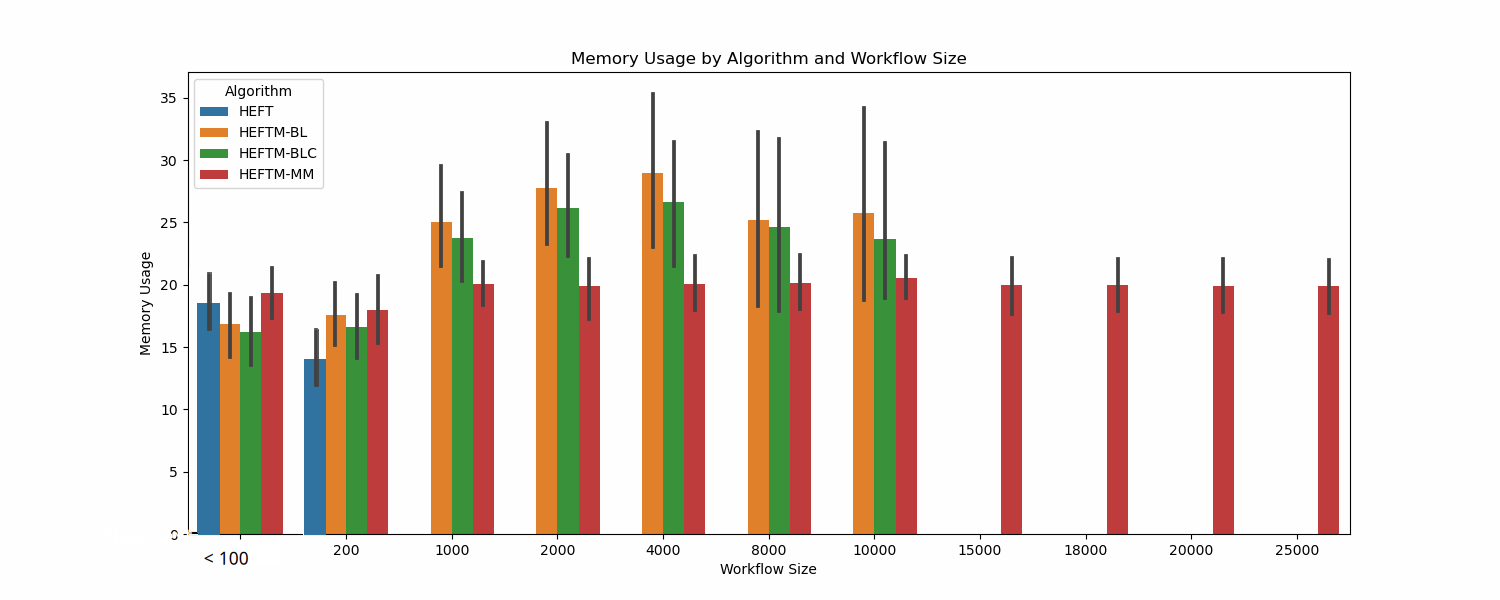 Memory Usage by Algorithm and Workflow Size
Algorithm
HEFT
HEFTM-BL
HEFTM-BLC
HEFTM-MM
Memory Usage
35
30
25
20
15
10
5
0
< 100
200
1000
2000
4000
8000
10000
15000
18000
20000
25000
Workflow Size